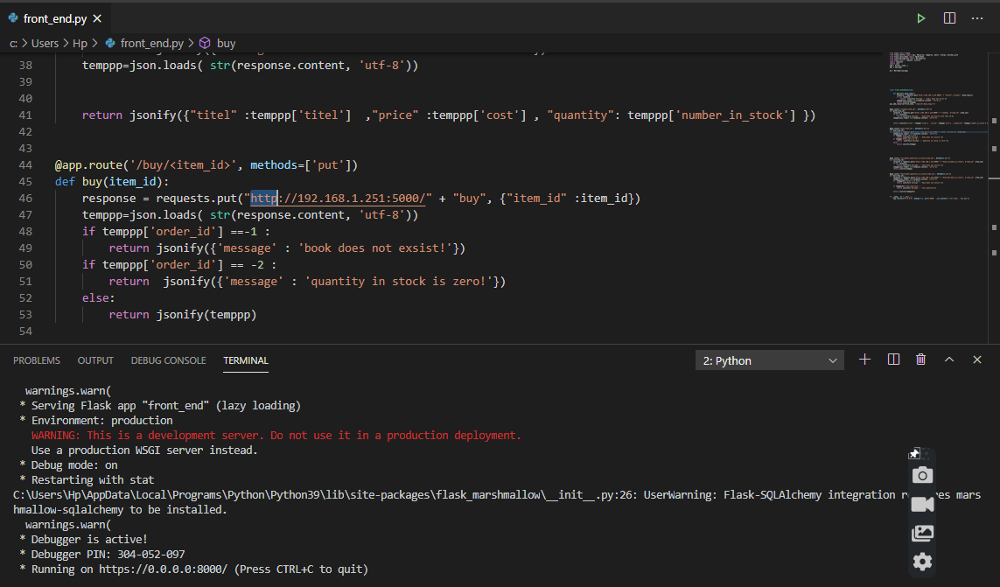 front_end.py
c: > Users > Hp > front_end.py > buy
38 temppp=json.loads( str(response.content, 'utf-8'))
39
40
41 return jsonify({"titel" :temppp['titel']  ,"price" :temppp['cost'] , "quantity": temppp['number_in_stock'] })
42
43
44 @app.route('/buy/<item_id>', methods=['put'])
45 def buy(item_id):
46 response = requests.put("http://192.168.1.251:5000/" + "buy", {"item_id" :item_id})
47 temppp=json.loads( str(response.content, 'utf-8'))
48 if temppp['order_id'] ==-1 :
49 return jsonify({'message' : 'book does not exsist!'})
50 if temppp['order_id'] == -2 :
51 return  jsonify({'message' : 'quantity in stock is zero!'})
52 else:
53 return jsonify(temppp)
54
PROBLEMS OUTPUT DEBUG CONSOLE TERMINAL 2: Python
warnings.warn(
* Serving Flask app "front_end" (lazy loading)
* Environment: production
WARNING: This is a development server. Do not use it in a production deployment.
Use a production WSGI server instead.
* Debug mode: on
* Restarting with stat
C:\Users\Hp\AppData\Local\Programs\Python\Python39\lib\site-packages\flask_marshmallow\__init__.py:26: UserWarning: Flask-SQLAlchemy integration mars
hmallow-sqlalchemy to be installed.
warnings.warn(
* Debugger is active!
* Debugger PIN: 304-052-097
* Running on https://0.0.0.0:8000/ (Press CTRL+C to quit)